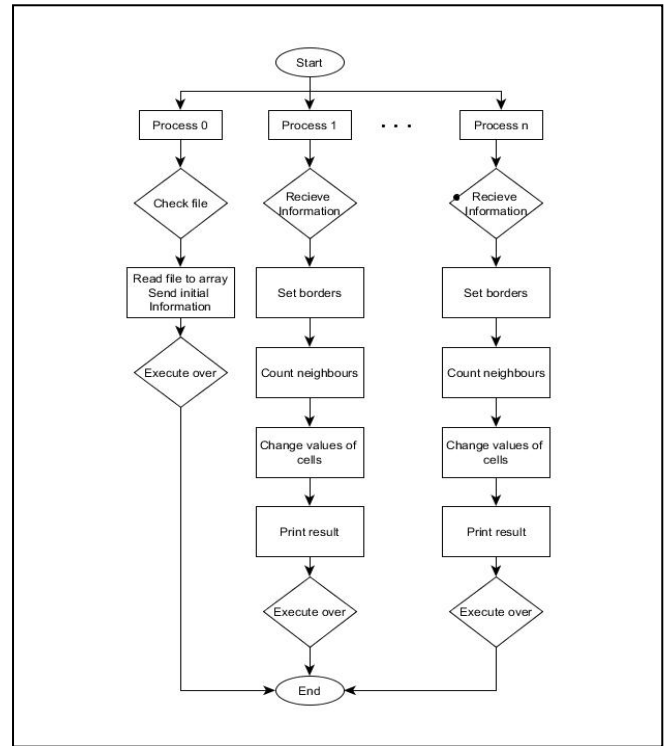 Start
Process 0
Process 1
. . .
Process n
Check file
Recieve
Information
Recieve
Information
Read file to array
Send initial
Information
Set borders
Set borders
Execute over
Count neighbours
Count neighbours
Change values of
cells
Change values of
cells
Print result
Print result
Execute over
Execute over
End